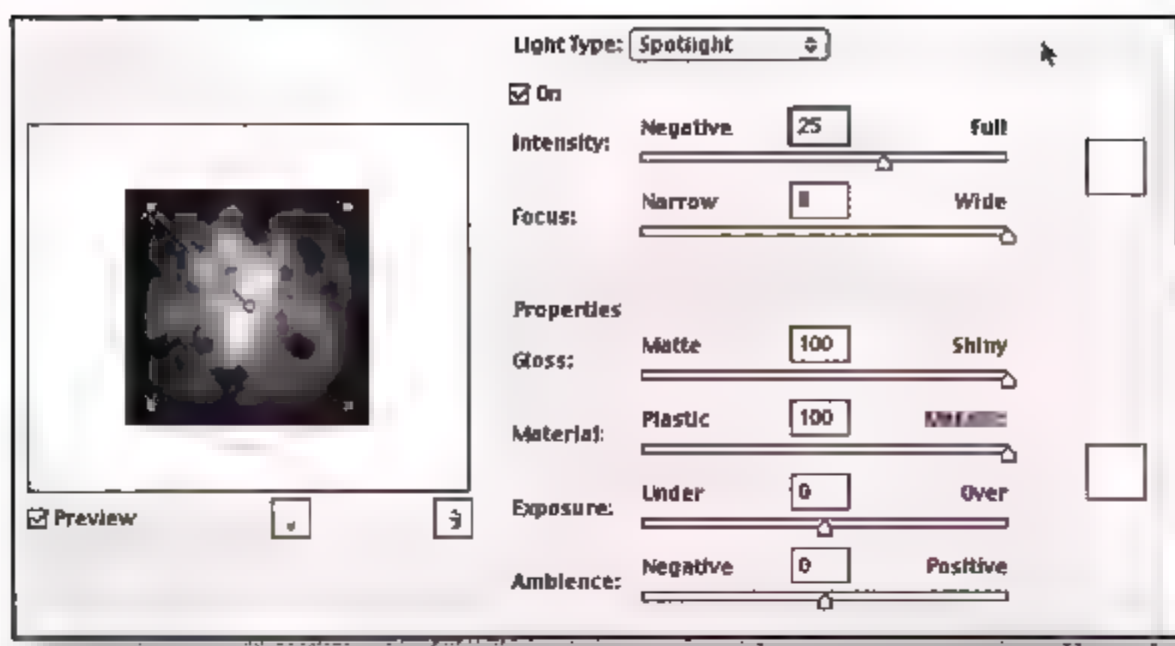 Light Type: Spotlight
On
Intensity: Negative 25 Full
Focus: Narrow Wide
Properties
Gloss: Matte 100 Shiny
Material: Plastic 100
Exposure: Under 0 Over
Ambience: Negative 0 Positive
Preview